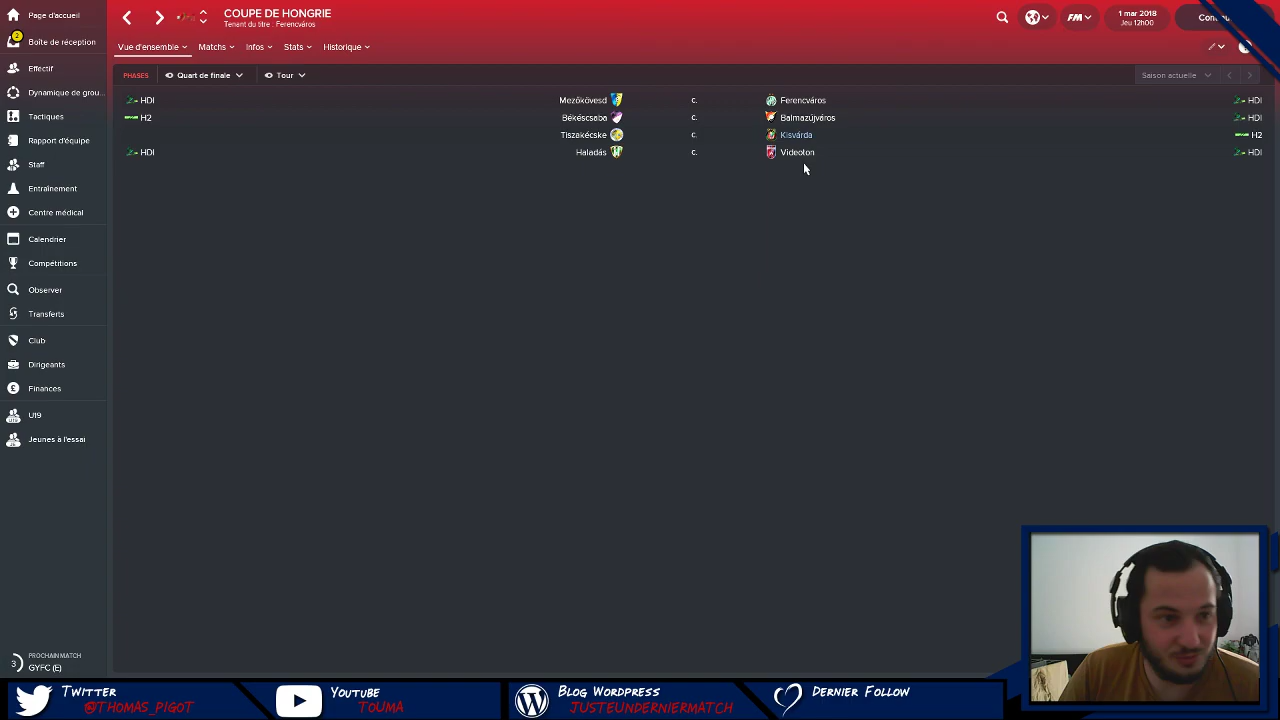 Page d'accueil
2
Boîte de réception
Effectif
Dynamique de grou...
Tactiques
Rapport d'équipe
Staff
Entraînement
Centre médical
Calendrier
Compétitions
Observer
Transferts
Club
Dirigeants
Finances
U19
Jeunes à l'essai
3
PROCHAIN MATCH
GYFC (E)
COUPE DE HONGRIE
Tenant du titre : Ferencváros
FM
1 mar 2018
Jeu 12h00
Vue d'ensemble
Matchs
Infos
Stats
Historique
PHASES
Quart de finale
Tour
Saison actuelle
HDI Mezőkövesd c. Ferencváros HDI
H2 Békéscsaba c. Balmazújváros HDI
Tiszakécske c. Kisvárda H2
HDI Haladás c. Videoton HDI
Twitter
@Thomas_Pigot
Youtube
Touma
Blog Wordpress
JusteUnDernierMatch
Dernier Follow